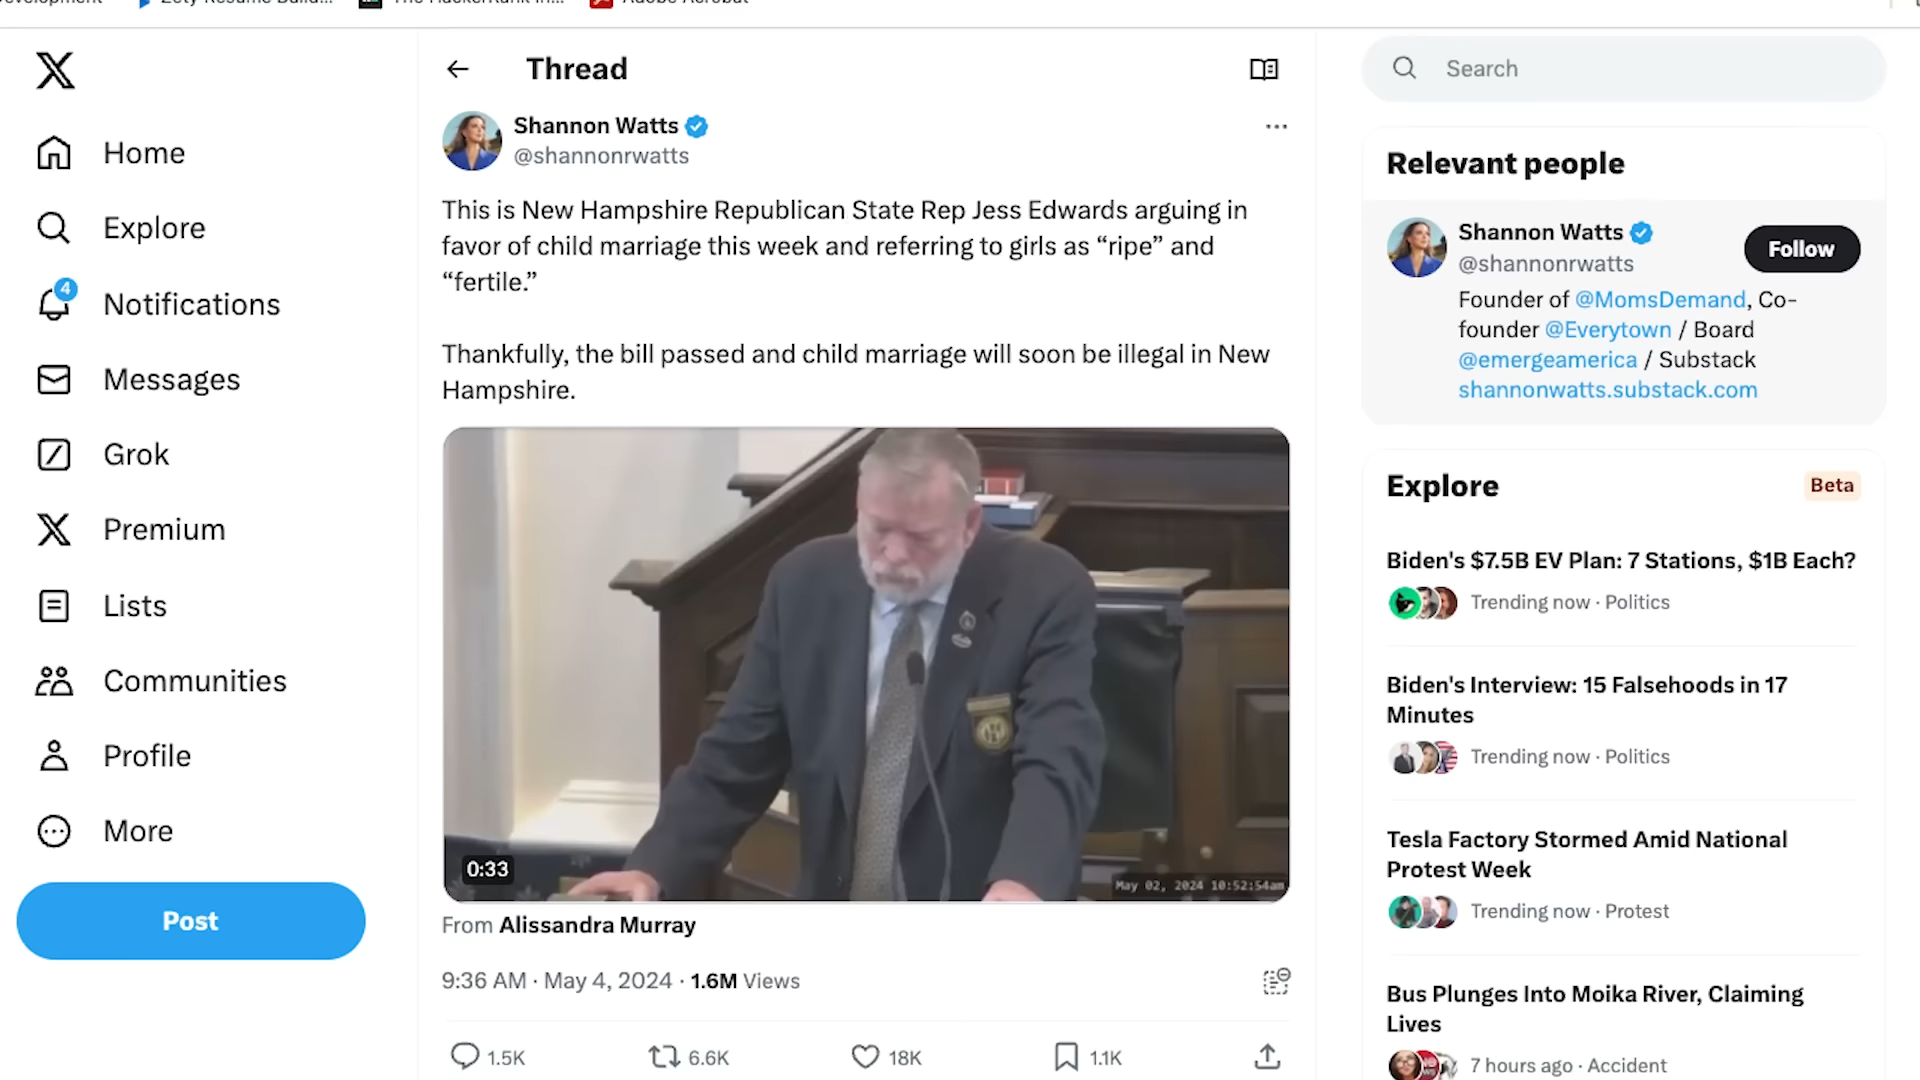 Zety Resume Build...
Adobe Acrobat
Thread
Search
Shannon Watts
@shannonrwatts
This is New Hampshire Republican State Rep Jess Edwards arguing in
favor of child marriage this week and referring to girls as “ripe” and
“fertile.”
Thankfully, the bill passed and child marriage will soon be illegal in New
Hampshire.
0:33
May 02, 2024 10:52:54am
From Alissandra Murray
9:36 AM · May 4, 2024 · 1.6M Views
1.5K
6.6K
18K
1.1K
Home
Explore
4
Notifications
Messages
Grok
Premium
Lists
Communities
Profile
More
Post
Relevant people
Shannon Watts
@shannonrwatts
Follow
Founder of @MomsDemand, Co-
founder @Everytown / Board
@emergeamerica / Substack
shannonwatts.substack.com
Explore
Beta
Biden's $7.5B EV Plan: 7 Stations, $1B Each?
Trending now · Politics
Biden's Interview: 15 Falsehoods in 17
Minutes
Trending now · Politics
Tesla Factory Stormed Amid National
Protest Week
Trending now · Protest
Bus Plunges Into Moika River, Claiming
Lives
7 hours ago · Accident